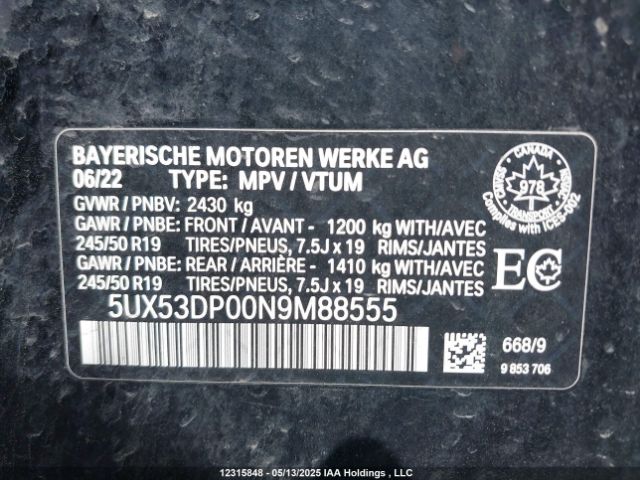 BAYERISCHE MOTOREN WERKE AG
06/22 TYPE: MPV / VTUM
GVWR / PNBV: 2430 kg
GAWR / PNBE: FRONT / AVANT - 1200 kg WITH/AVEC
245/50 R19 TIRES/PNEUS, 7.5J x 19 RIMS/JANTES
GAWR / PNBE: REAR / ARRIÈRE - 1410 kg WITH/AVEC
245/50 R19 TIRES/PNEUS, 7.5J x 19 RIMS/JANTES
5UX53DP00N9M88555
CANADA
978
TRANSPORT
Complies with ICES-002
EC
668/9
9 853 706
12315848 - 05/13/2025 IAA Holdings , LLC